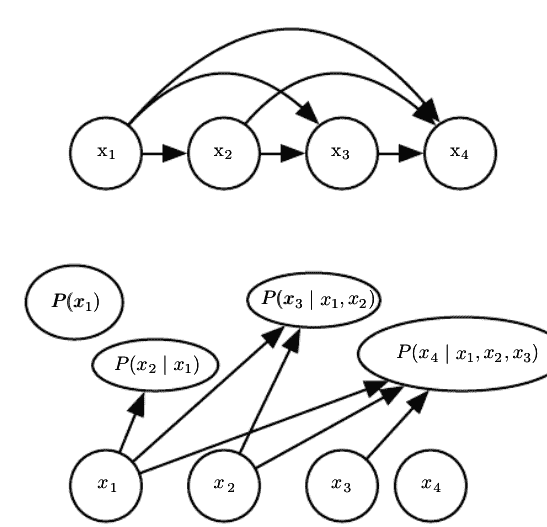 x₁ x₂ x₃ x₄
P(x₁)
P(x₃ | x₁, x₂)
P(x₂ | x₁)
P(x₄ | x₁, x₂, x₃)
x₁ x₂ x₃ x₄